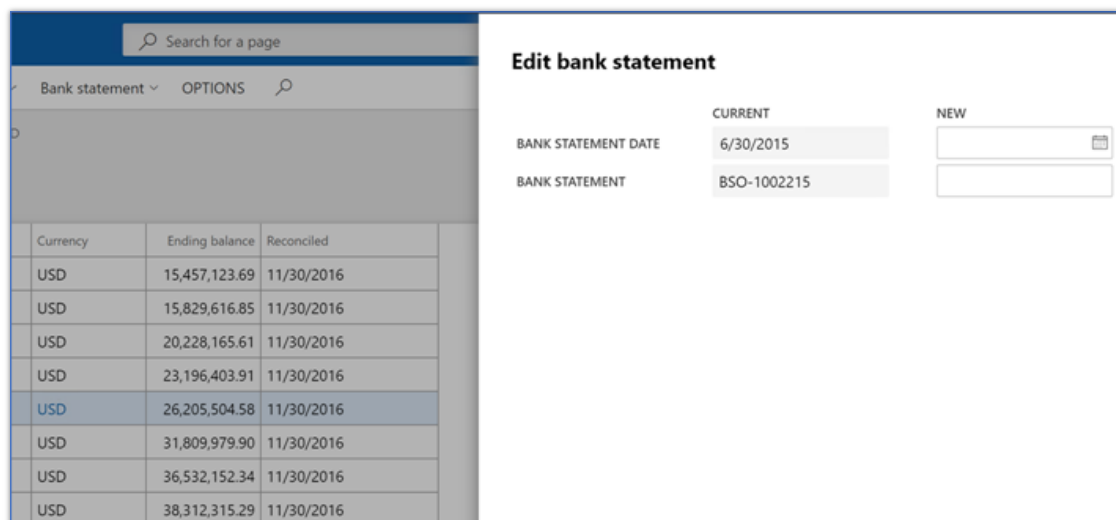 Search for a page
Bank statement OPTIONS
Edit bank statement
CURRENT NEW
BANK STATEMENT DATE 6/30/2015
BANK STATEMENT BSO-1002215
Currency Ending balance Reconciled
USD 15,457,123.69 11/30/2016
USD 15,829,616.85 11/30/2016
USD 20,228,165.61 11/30/2016
USD 23,196,403.91 11/30/2016
USD 26,205,504.58 11/30/2016
USD 31,809,979.90 11/30/2016
USD 36,532,152.34 11/30/2016
USD 38,312,315.29 11/30/2016